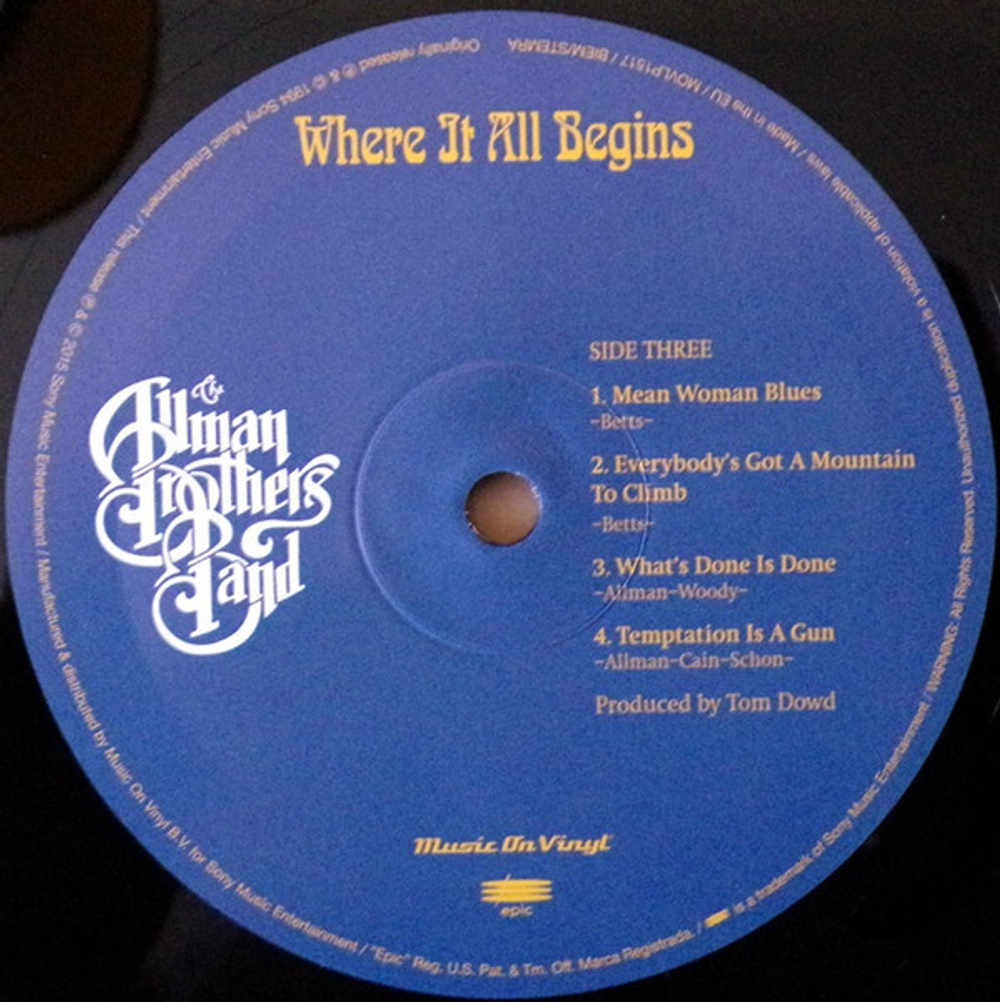 Where It All Begins
The
Allman
Brothers
Band
SIDE THREE
1. Mean Woman Blues
-Betts-
2. Everybody's Got A Mountain
To Climb
-Betts-
3. What's Done Is Done
-Allman-Woody-
4. Temptation Is A Gun
-Allman-Cain-Schon-
Produced by Tom Dowd
Music On Vinyl
epic
Originally released ℗ & © 1994 Sony Music Entertainment / This release ℗ & © 2015 Sony Music Entertainment / Manufactured & distributed by Music On Vinyl B.V. for Sony Music Entertainment / "Epic" Reg. U.S. Pat. & Tm. Off. Marca Registrada. / is a trademark of Sony Music Entertainment / WARNING: All Rights Reserved. Unauthorized duplication is a violation of applicable laws / Made in the EU / MOVLP1517 / BIEM/STEMRA